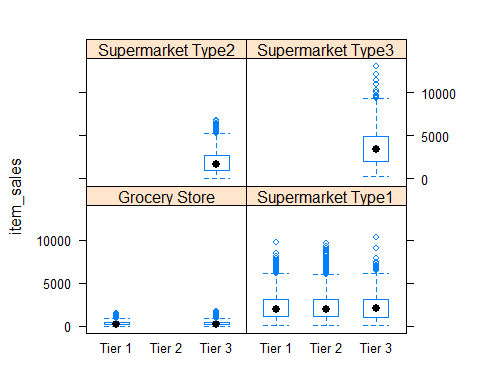 Supermarket Type2 Supermarket Type3
10000
5000
0
item_sales
Grocery Store Supermarket Type1
10000
5000
0
Tier 1 Tier 2 Tier 3 Tier 1 Tier 2 Tier 3